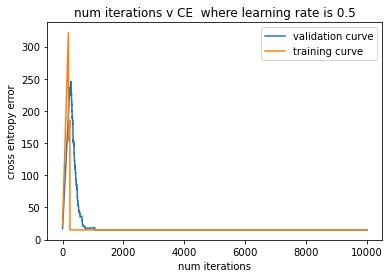 num iterations v CE  where learning rate is 0.5
validation curve
training curve
cross entropy error
300
250
200
150
100
50
0
0 2000 4000 6000 8000 10000
num iterations